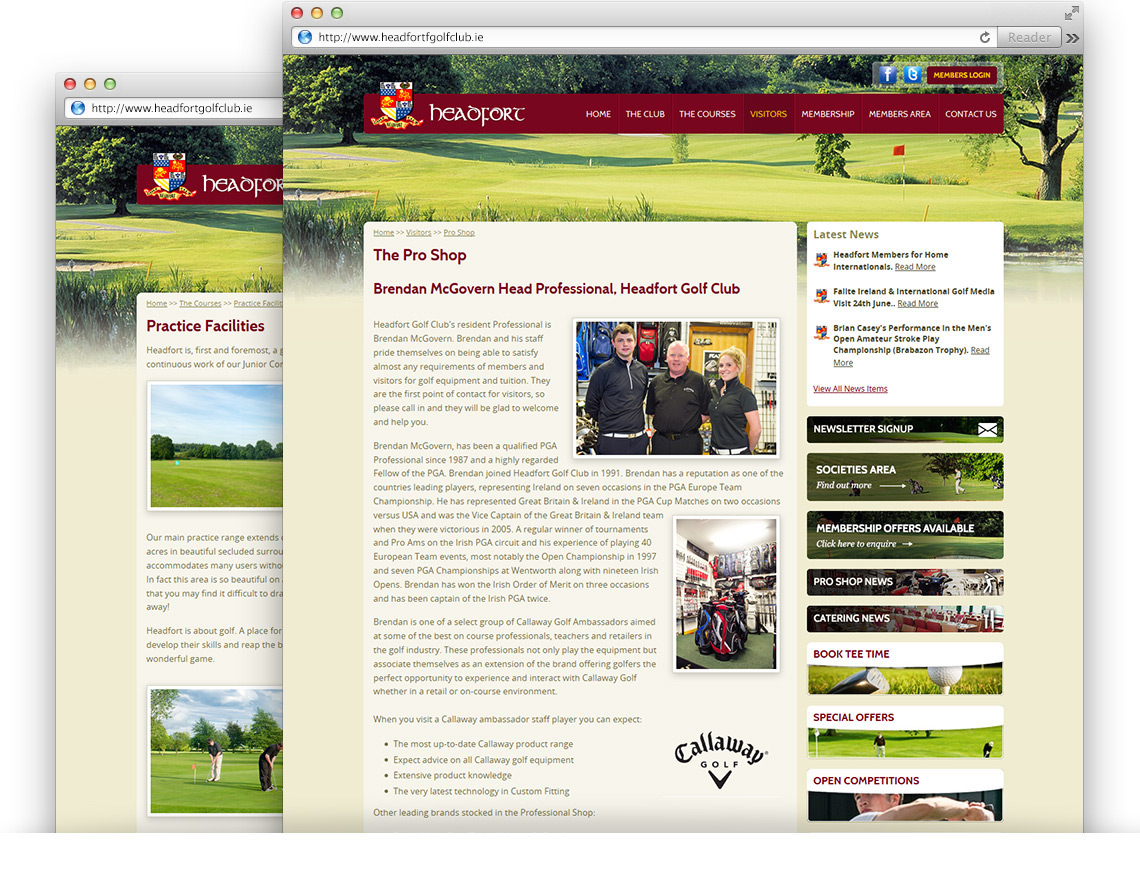 http://www.headfortfgolfclub.ie
Reader
MEMBERS LOGIN
HEADFORT
HOME
THE CLUB
THE COURSES
VISITORS
MEMBERSHIP
MEMBERS AREA
CONTACT US
Home >> Visitors >> Pro Shop
The Pro Shop
Brendan McGovern Head Professional, Headfort Golf Club
Headfort Golf Club's resident Professional is
Brendan McGovern. Brendan and his staff
pride themselves on being able to satisfy
almost any requirements of members and
visitors for golf equipment and tuition. They
are the first point of contact for visitors, so
please call in and they will be glad to welcome
and help you.
Brendan McGovern, has been a qualified PGA
Professional since 1987 and a highly regarded
Fellow of the PGA. Brendan joined Headfort Golf Club in 1991. Brendan has a reputation as one of the
countries leading players, representing Ireland on seven occasions in the PGA Europe Team
Championship. He has represented Great Britain & Ireland in the PGA Cup Matches on two occasions
versus USA and was the Vice Captain of the Great Britain & Ireland team
when they were victorious in 2005. A regular winner of tournaments
and Pro Ams on the Irish PGA circuit and his experience of playing 40
European Team events, most notably the Open Championship in 1997
and seven PGA Championships at Wentworth along with nineteen Irish
Opens. Brendan has won the Irish Order of Merit on three occasions
and has been captain of the Irish PGA twice.
Brendan is one of a select group of Callaway Golf Ambassadors aimed
at some of the best on course professionals, teachers and retailers in
the golf industry. These professionals not only play the equipment but
associate themselves as an extension of the brand offering golfers the
perfect opportunity to experience and interact with Callaway Golf
whether in a retail or on-course environment.
When you visit a Callaway ambassador staff player you can expect:
• The most up-to-date Callaway product range
• Expect advice on all Callaway golf equipment
• Extensive product knowledge
• The very latest technology in Custom Fitting
Other leading brands stocked in the Professional Shop:
Callaway
GOLF
Latest News
Headfort Members for Home
Internationals. Read More
Failte Ireland & International Golf Media
Visit 24th June.. Read More
Brian Casey's Performance in the Men's
Open Amateur Stroke Play
Championship (Brabazon Trophy). Read
More
View All News Items
NEWSLETTER SIGNUP
SOCIETIES AREA
Find out more
MEMBERSHIP OFFERS AVAILABLE
Click here to enquire
PRO SHOP NEWS
CATERING NEWS
BOOK TEE TIME
SPECIAL OFFERS
OPEN COMPETITIONS
http://www.headfortgolfclub.ie
HEADFOR
Home >> The Courses >> Practice Facilit
Practice Facilities
Headfort is, first and foremost, a g
continuous work of our Junior Con
Our main practice range extends
acres in beautiful secluded surrou
accommodates many users witho
In fact this area is so beautiful on
that you may find it difficult to dra
away!
Headfort is about golf. A place for
develop their skills and reap the b
wonderful game.